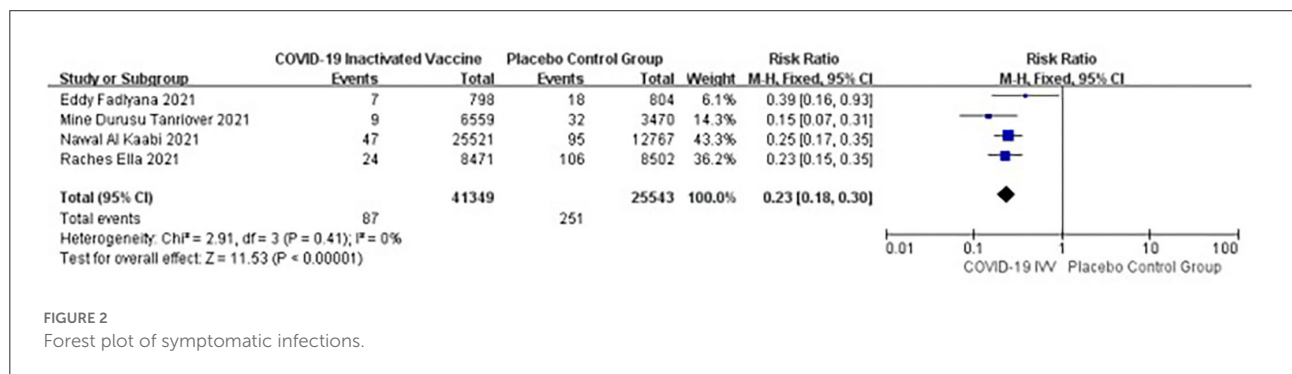 COVID-19 Inactivated Vaccine Placebo Control Group Risk Ratio Risk Ratio
Study or Subgroup Events Total Events Total Weight M-H, Fixed, 95% CI M-H, Fixed, 95% CI
Eddy Fadlyana 2021 7 798 18 804 6.1% 0.39 [0.16, 0.93]
Mine Durusu Tanriover 2021 9 6559 32 3470 14.3% 0.15 [0.07, 0.31]
Nawal Al Kaabi 2021 47 25521 95 12767 43.3% 0.25 [0.17, 0.35]
Raches Ella 2021 24 8471 106 8502 36.2% 0.23 [0.15, 0.35]
Total (95% CI) 41349 25543 100.0% 0.23 [0.18, 0.30]
Total events 87 251
Heterogeneity: Chi² = 2.91, df = 3 (P = 0.41); I² = 0%
Test for overall effect: Z = 11.53 (P < 0.00001)
0.01 0.1 1 10 100
COVID-19 IVV Placebo Control Group
FIGURE 2
Forest plot of symptomatic infections.